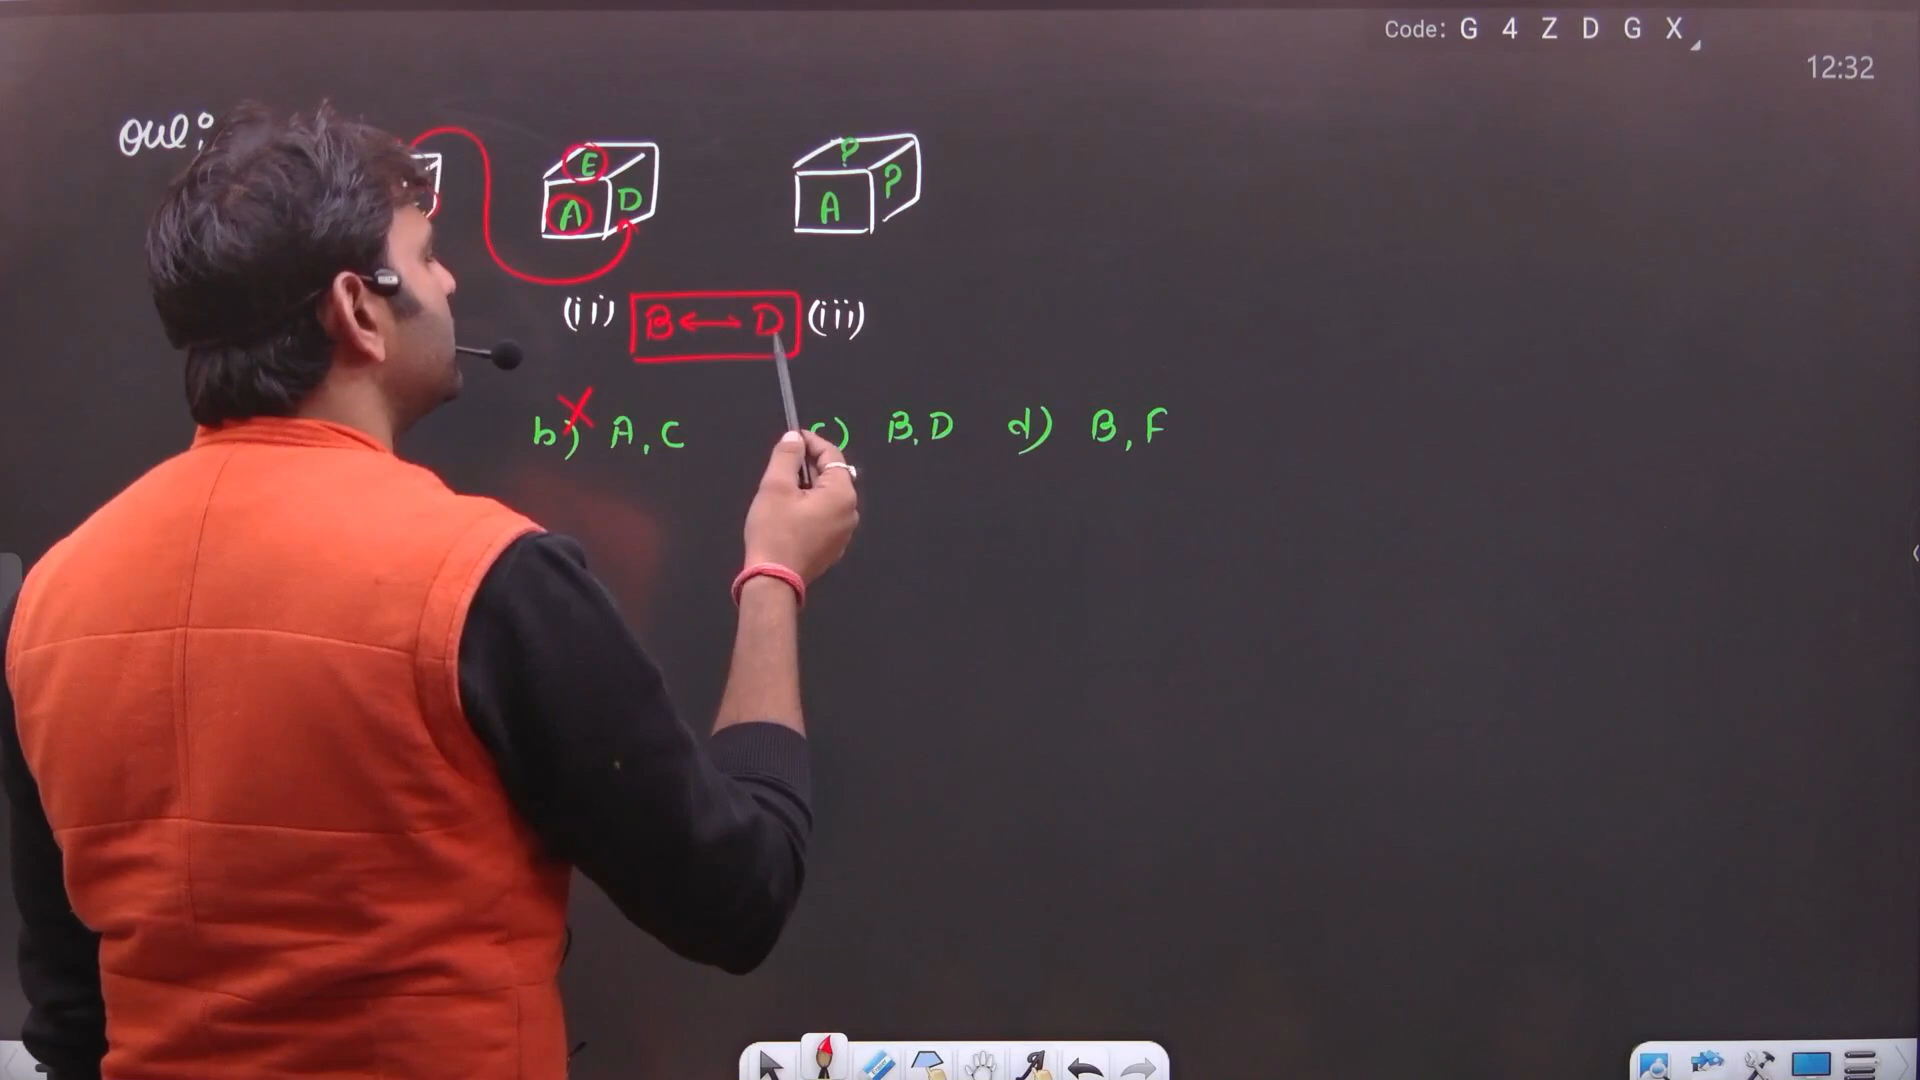 Code: G 4 Z D G X
12:32
Que:
E
A D
P
A P
(ii) B ↔ D (iii)
b) A, C c) B, D d) B, F